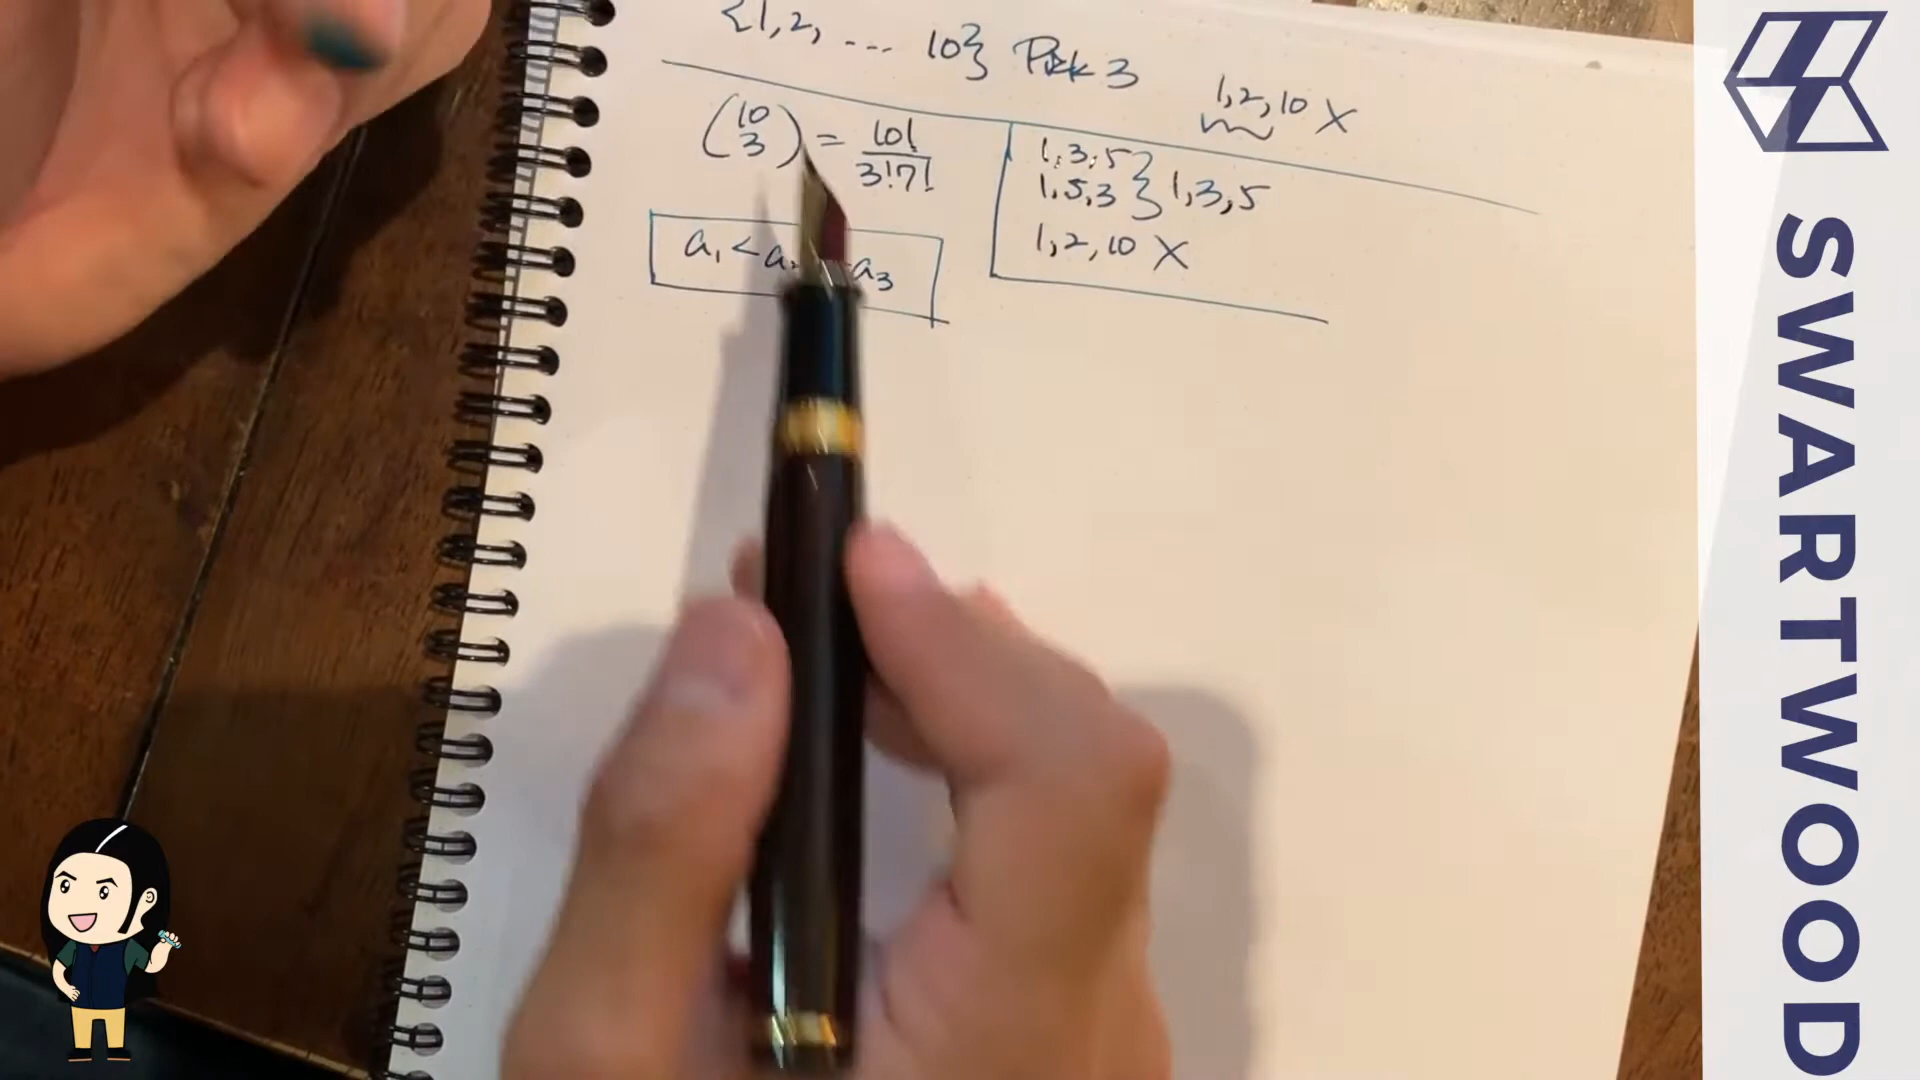 {1,2, ... 10} Pick 3
1,2,10 X
(10 3) = 10! / 3!7!
1,3,5
1,5,3 } 1,3,5
1,2,10 X
a₁ < a₂ a₃
SWARTWOOD